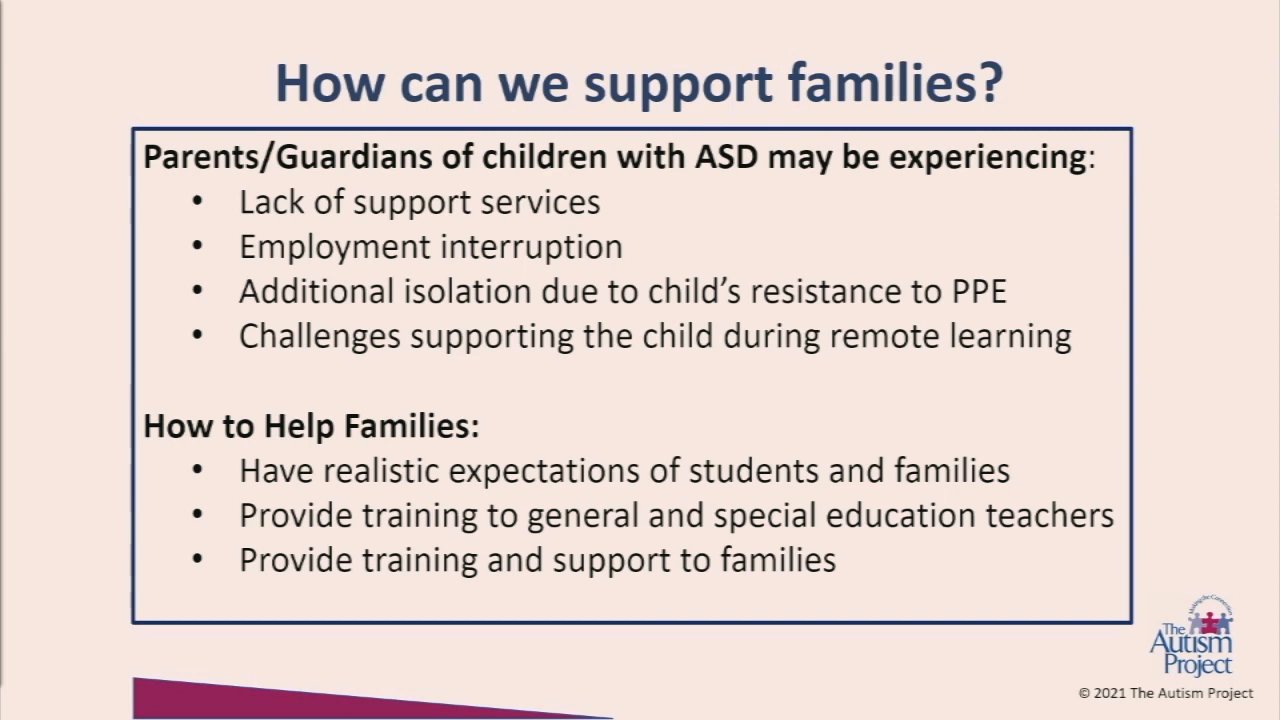 How can we support families?
Parents/Guardians of children with ASD may be experiencing:
• Lack of support services
• Employment interruption
• Additional isolation due to child’s resistance to PPE
• Challenges supporting the child during remote learning
How to Help Families:
• Have realistic expectations of students and families
• Provide training to general and special education teachers
• Provide training and support to families
Making the Connection
The
Autism
Project
© 2021 The Autism Project